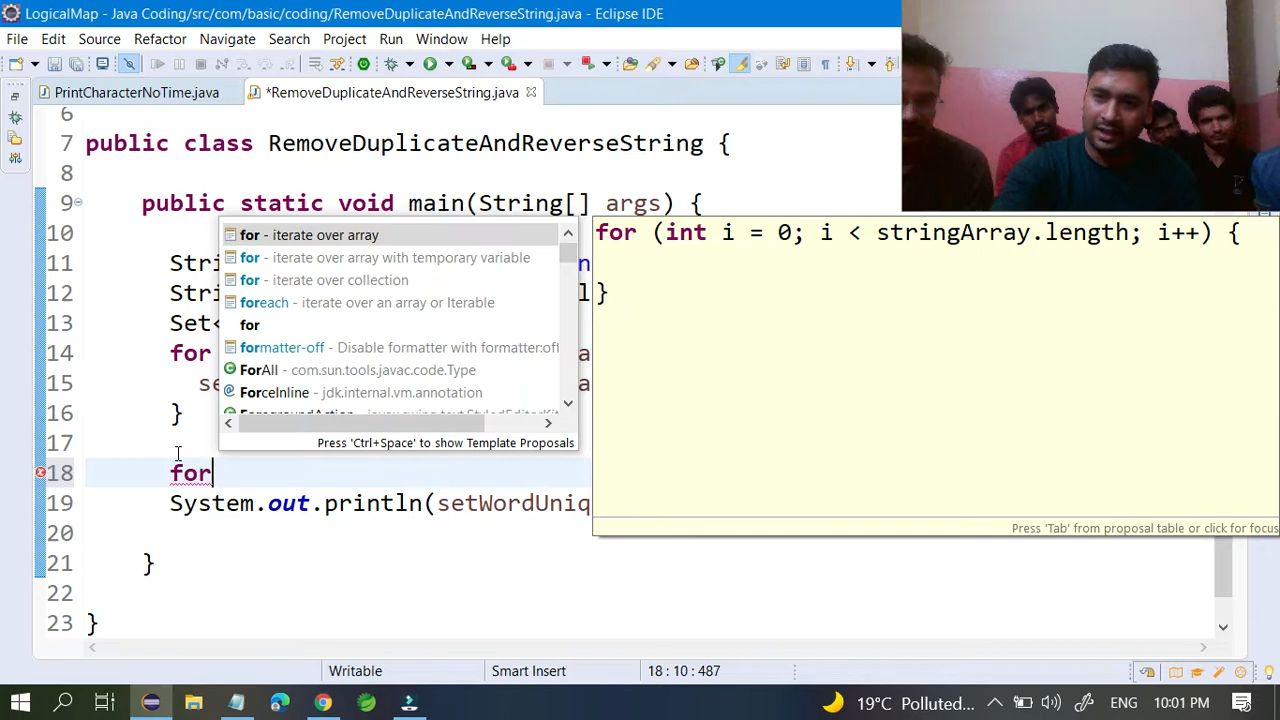 LogicalMap - Java Coding/src/com/basic/coding/RemoveDuplicateAndReverseString.java - Eclipse IDE
File Edit Source Refactor Navigate Search Project Run Window Help
PrintCharacterNoTime.java *RemoveDuplicateAndReverseString.java
6
7 public class RemoveDuplicateAndReverseString {
8
9 public static void main(String[] args) {
10 for - iterate over array for (int i = 0; i < stringArray.length; i++) {
for - iterate over array with temporary variable
11 Stri n
for - iterate over collection
12 Stri l }
foreach - iterate over an array or Iterable
13 Set<
for
14 for a
formatter-off - Disable formatter with formatter:off
ForAll - com.sun.tools.javac.code.Type
15 se a
ForceInline - jdk.internal.vm.annotation
16 }
17 Press 'Ctrl+Space' to show Template Proposals
18 for
19 System.out.println(setWordUniq
Press 'Tab' from proposal table or click for focus
20
21 }
22
23 }
Writable Smart Insert 18 : 10 : 487
19°C Polluted... ENG 10:01 PM